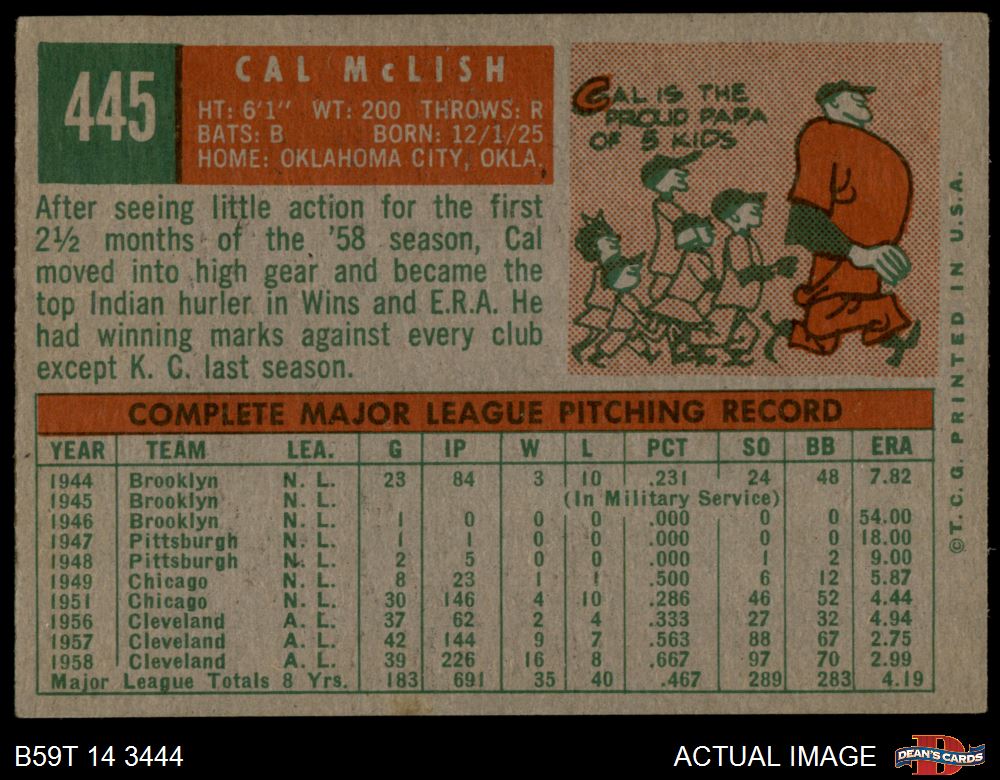 445
CAL McLISH
HT: 6'1" WT: 200 THROWS: R
BATS: B BORN: 12/1/25
HOME: OKLAHOMA CITY, OKLA.
CAL IS THE
PROUD PAPA
OF 5 KIDS
After seeing little action for the first
2½ months of the '58 season, Cal
moved into high gear and became the
top Indian hurler in Wins and E.R.A. He
had winning marks against every club
except K. C. last season.
COMPLETE MAJOR LEAGUE PITCHING RECORD
YEAR TEAM LEA. G IP W L PCT SO BB ERA
1944 Brooklyn N. L. 23 84 3 10 .231 24 48 7.82
1945 Brooklyn N. L. (In Military Service)
1946 Brooklyn N. L. 1 0 0 0 .000 0 0 54.00
1947 Pittsburgh N. L. 1 1 0 0 .000 0 0 18.00
1948 Pittsburgh N. L. 2 5 0 0 .000 1 2 9.00
1949 Chicago N. L. 8 23 1 1 .500 6 12 5.87
1951 Chicago N. L. 30 146 4 10 .286 46 52 4.44
1956 Cleveland A. L. 37 62 2 4 .333 27 32 4.94
1957 Cleveland A. L. 42 144 9 7 .563 88 67 2.75
1958 Cleveland A. L. 39 226 16 8 .667 97 70 2.99
Major League Totals 8 Yrs. 183 691 35 40 .467 289 283 4.19
©T. C. G. PRINTED IN U.S.A.
B59T 14 3444
ACTUAL IMAGE
DEAN'S CARDS